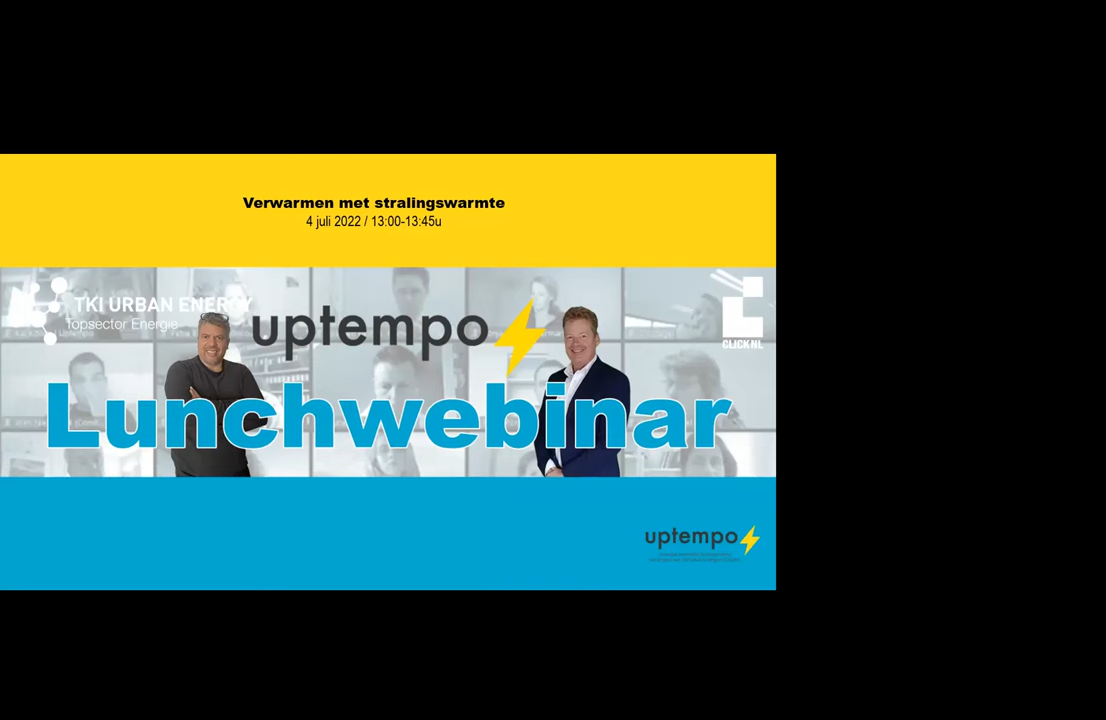 Verwarmen met stralingswarmte
4 juli 2022 / 13:00-13:45u
TKI URBAN ENERGY
Topsector Energie
uptempo
CLICKNL
Lunchwebinar
uptempo